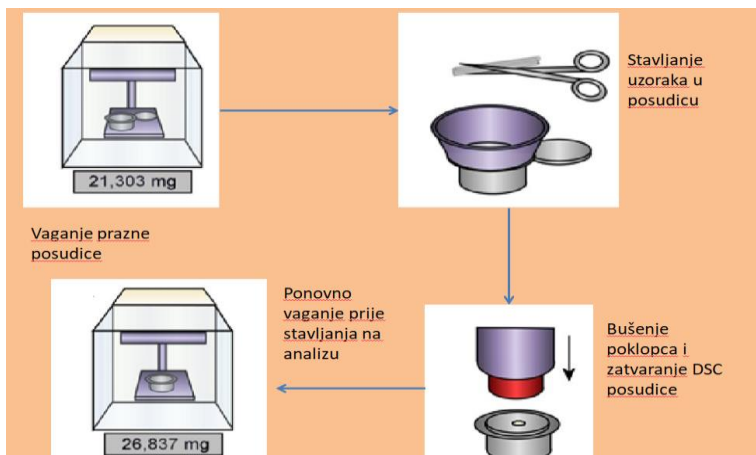 21,303 mg
Vaganje prazne
posudice
Stavljanje
uzoraka u
posudicu
Bušenje
poklopca i
zatvaranje DSC
posudice
Ponovno
vaganje prije
stavljanja na
analizu
26,837 mg